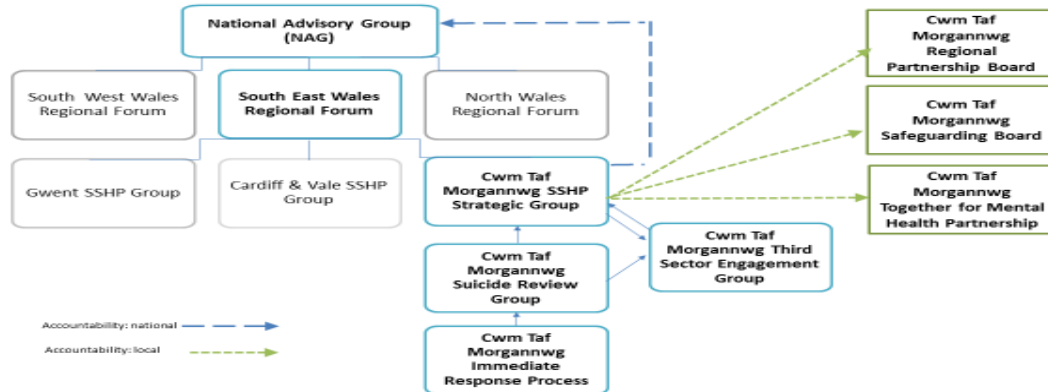 National Advisory Group
(NAG)
Cwm Taf
Morgannwg
Regional
Partnership Board
South West Wales
Regional Forum
South East Wales
Regional Forum
North Wales
Regional Forum
Cwm Taf
Morgannwg
Safeguarding Board
Gwent SSHP Group
Cardiff & Vale SSHP
Group
Cwm Taf
Morgannwg SSHP
Strategic Group
Cwm Taf
Morgannwg
Together for Mental
Health Partnership
Cwm Taf
Morgannwg Third
Sector Engagement
Group
Cwm Taf
Morgannwg
Suicide Review
Group
Accountability: national
Accountability: local
Cwm Taf
Morgannwg
Immediate
Response Process